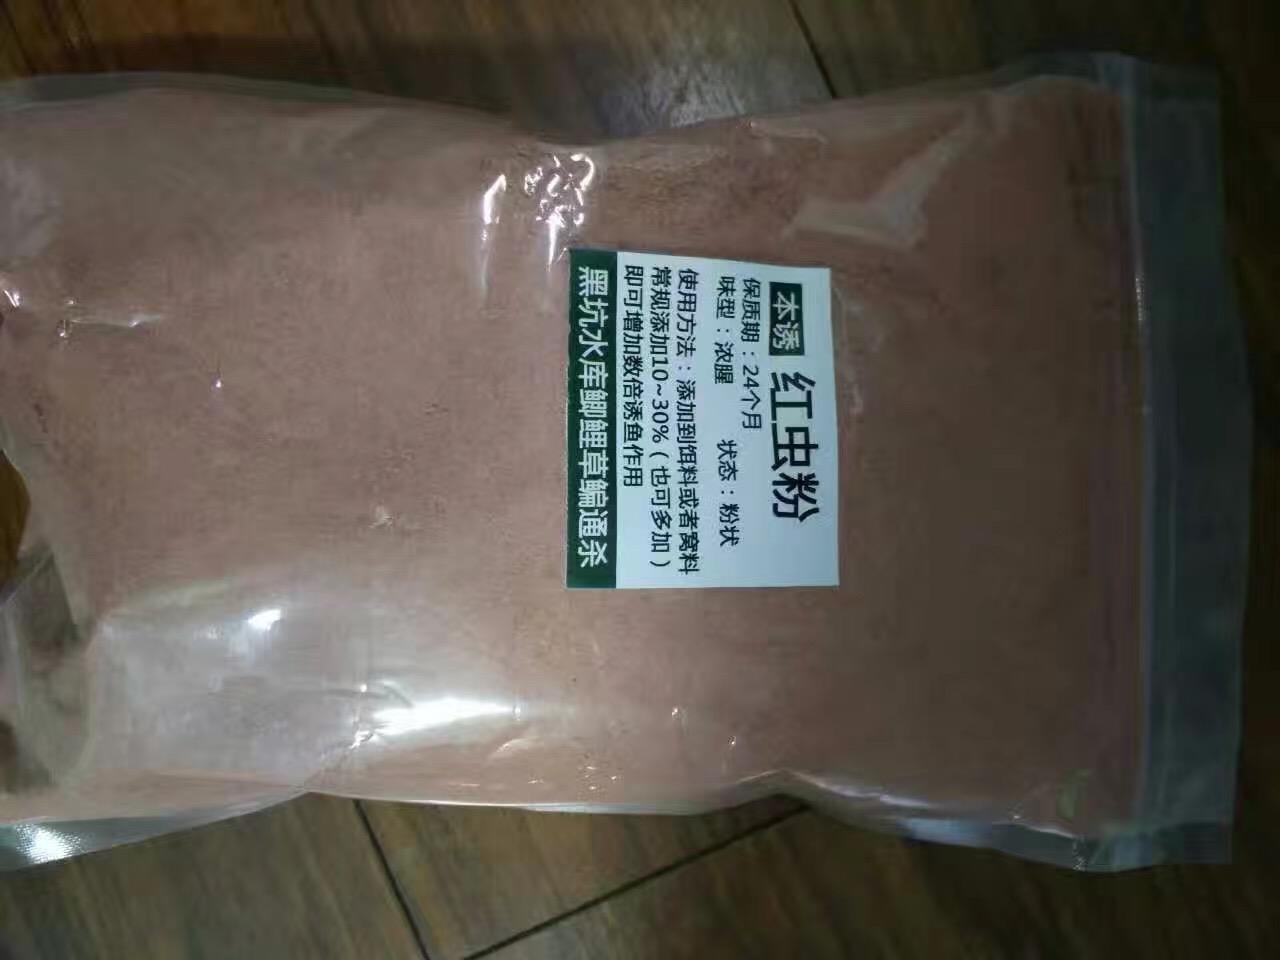 本诱 红虫粉
保质期：24个月
味型：浓腥 状态：粉状
使用方法：添加到饵料或者窝料
常规添加10~30%（也可多加）
即可增加数倍诱鱼作用
黑坑水库鲫鲤草鳊通杀